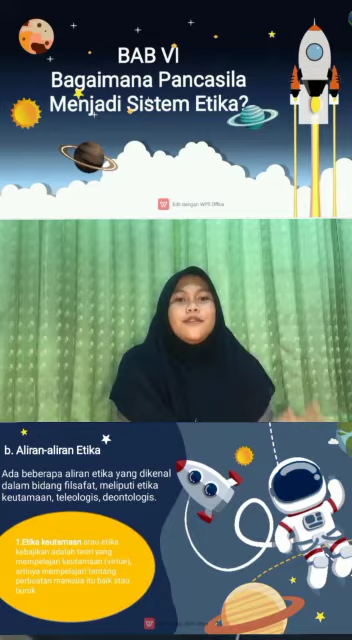 BAB VI
Bagaimana Pancasila
Menjadi Sistem Etika?
Edit dengan WPS Office
b. Aliran-aliran Etika
Ada beberapa aliran etika yang dikenal
dalam bidang filsafat, meliputi etika
keutamaan, teleologis, deontologis.
1.Etika keutamaan atau etika
kebajikan adalah teori yang
mempelajari keutamaan (virtue),
artinya mempelajari tentang
perbuatan manusia itu baik atau
buruk